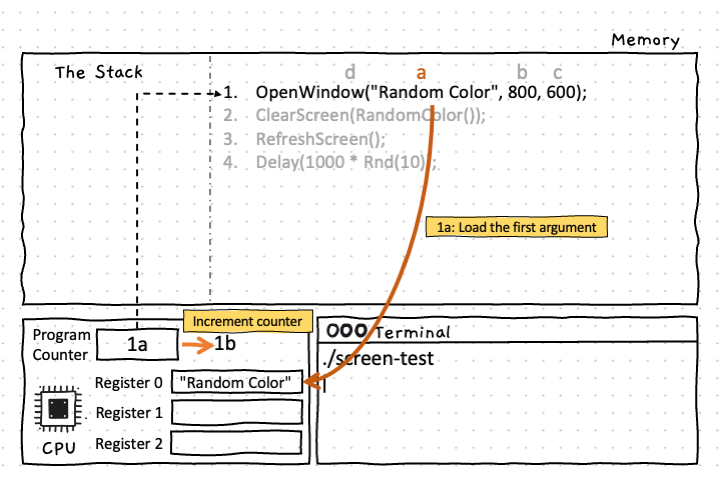 Memory
The Stack
d a b c
1. OpenWindow("Random Color", 800, 600);
2. ClearScreen(RandomColor());
3. RefreshScreen();
4. Delay(1000 * Rnd(10));
1a: Load the first argument
Increment counter
Program
Counter
1a
1b
Register 0
"Random Color"
Register 1
Register 2
CPU
Terminal
./screen-test